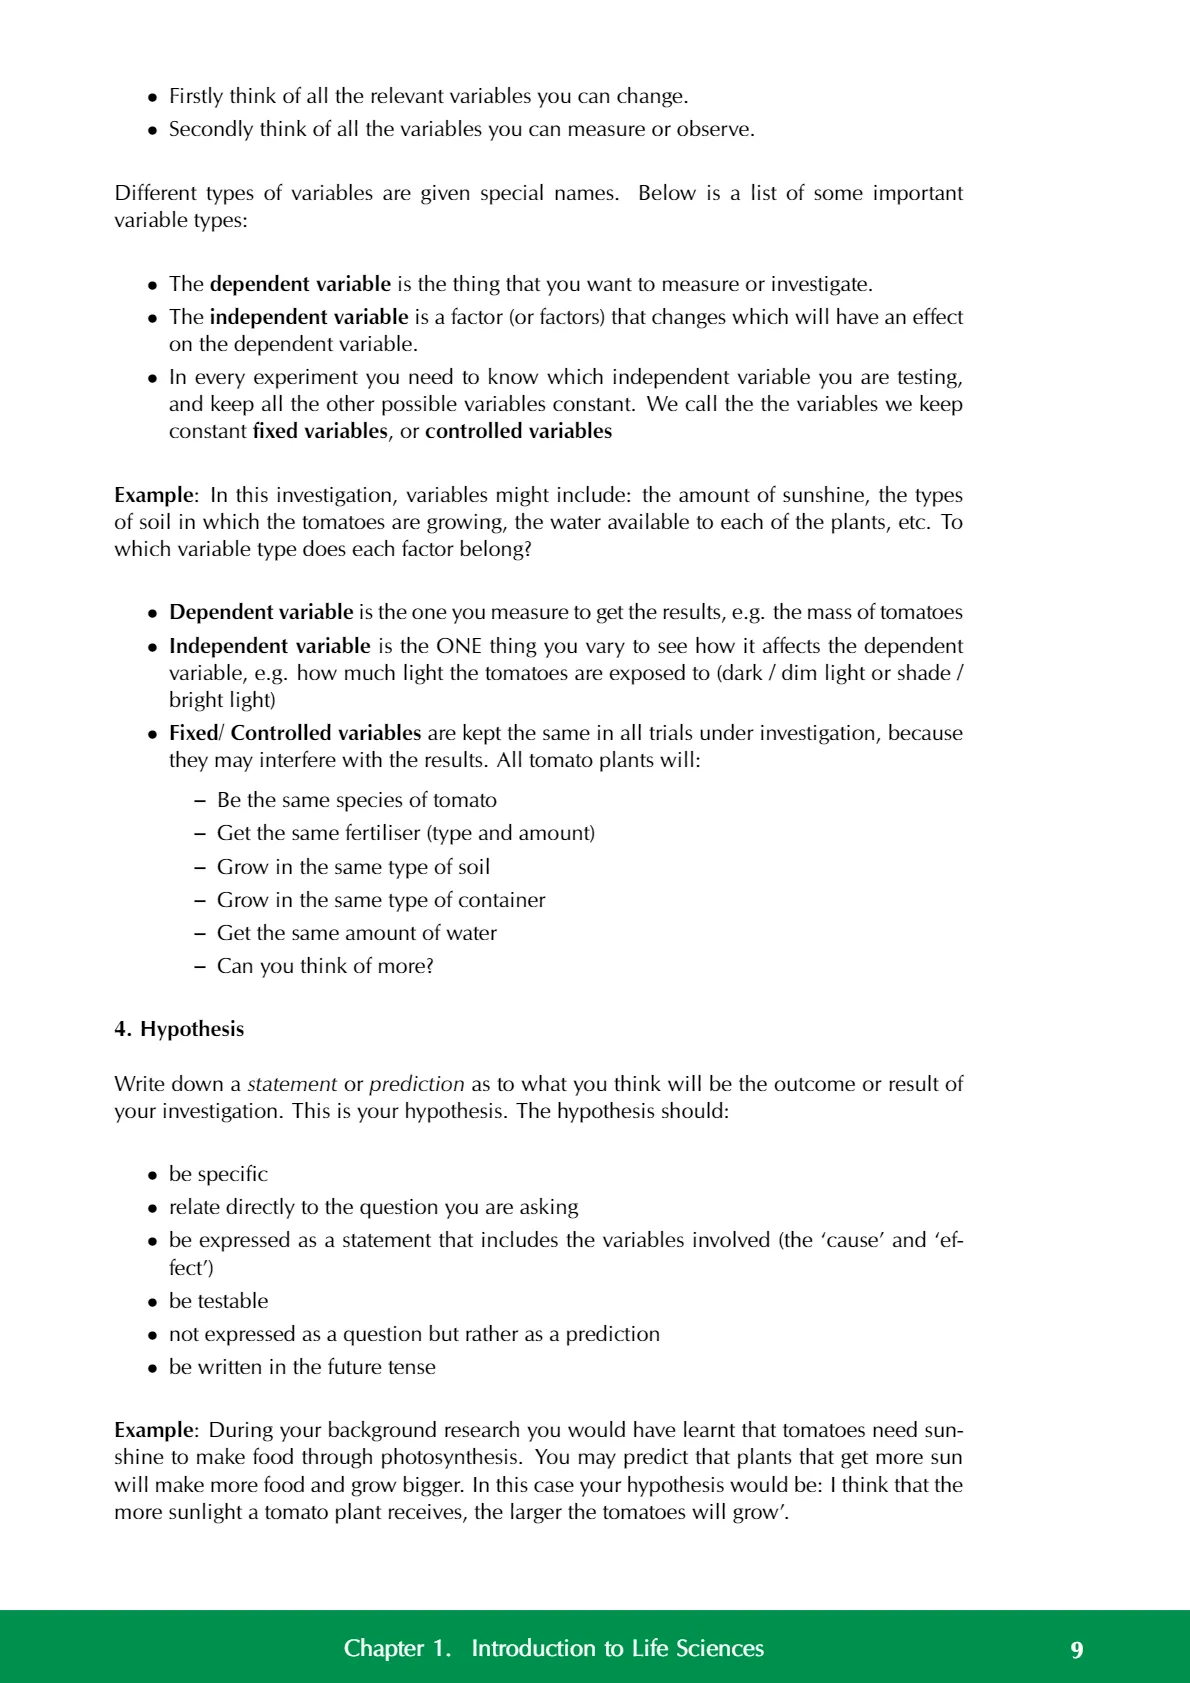 • Firstly think of all the relevant variables you can change.
• Secondly think of all the variables you can measure or observe.
Different types of variables are given special names. Below is a list of some important
variable types:
• The dependent variable is the thing that you want to measure or investigate.
• The independent variable is a factor (or factors) that changes which will have an effect
on the dependent variable.
• In every experiment you need to know which independent variable you are testing,
and keep all the other possible variables constant. We call the the variables we keep
constant fixed variables, or controlled variables
Example: In this investigation, variables might include: the amount of sunshine, the types
of soil in which the tomatoes are growing, the water available to each of the plants, etc. To
which variable type does each factor belong?
• Dependent variable is the one you measure to get the results, e.g. the mass of tomatoes
• Independent variable is the ONE thing you vary to see how it affects the dependent
variable, e.g. how much light the tomatoes are exposed to (dark / dim light or shade /
bright light)
• Fixed/ Controlled variables are kept the same in all trials under investigation, because
they may interfere with the results. All tomato plants will:
– Be the same species of tomato
– Get the same fertiliser (type and amount)
– Grow in the same type of soil
– Grow in the same type of container
– Get the same amount of water
– Can you think of more?
4. Hypothesis
Write down a statement or prediction as to what you think will be the outcome or result of
your investigation. This is your hypothesis. The hypothesis should:
• be specific
• relate directly to the question you are asking
• be expressed as a statement that includes the variables involved (the ‘cause’ and ‘ef-
fect’)
• be testable
• not expressed as a question but rather as a prediction
• be written in the future tense
Example: During your background research you would have learnt that tomatoes need sun-
shine to make food through photosynthesis. You may predict that plants that get more sun
will make more food and grow bigger. In this case your hypothesis would be: I think that the
more sunlight a tomato plant receives, the larger the tomatoes will grow’.
Chapter 1. Introduction to Life Sciences 9